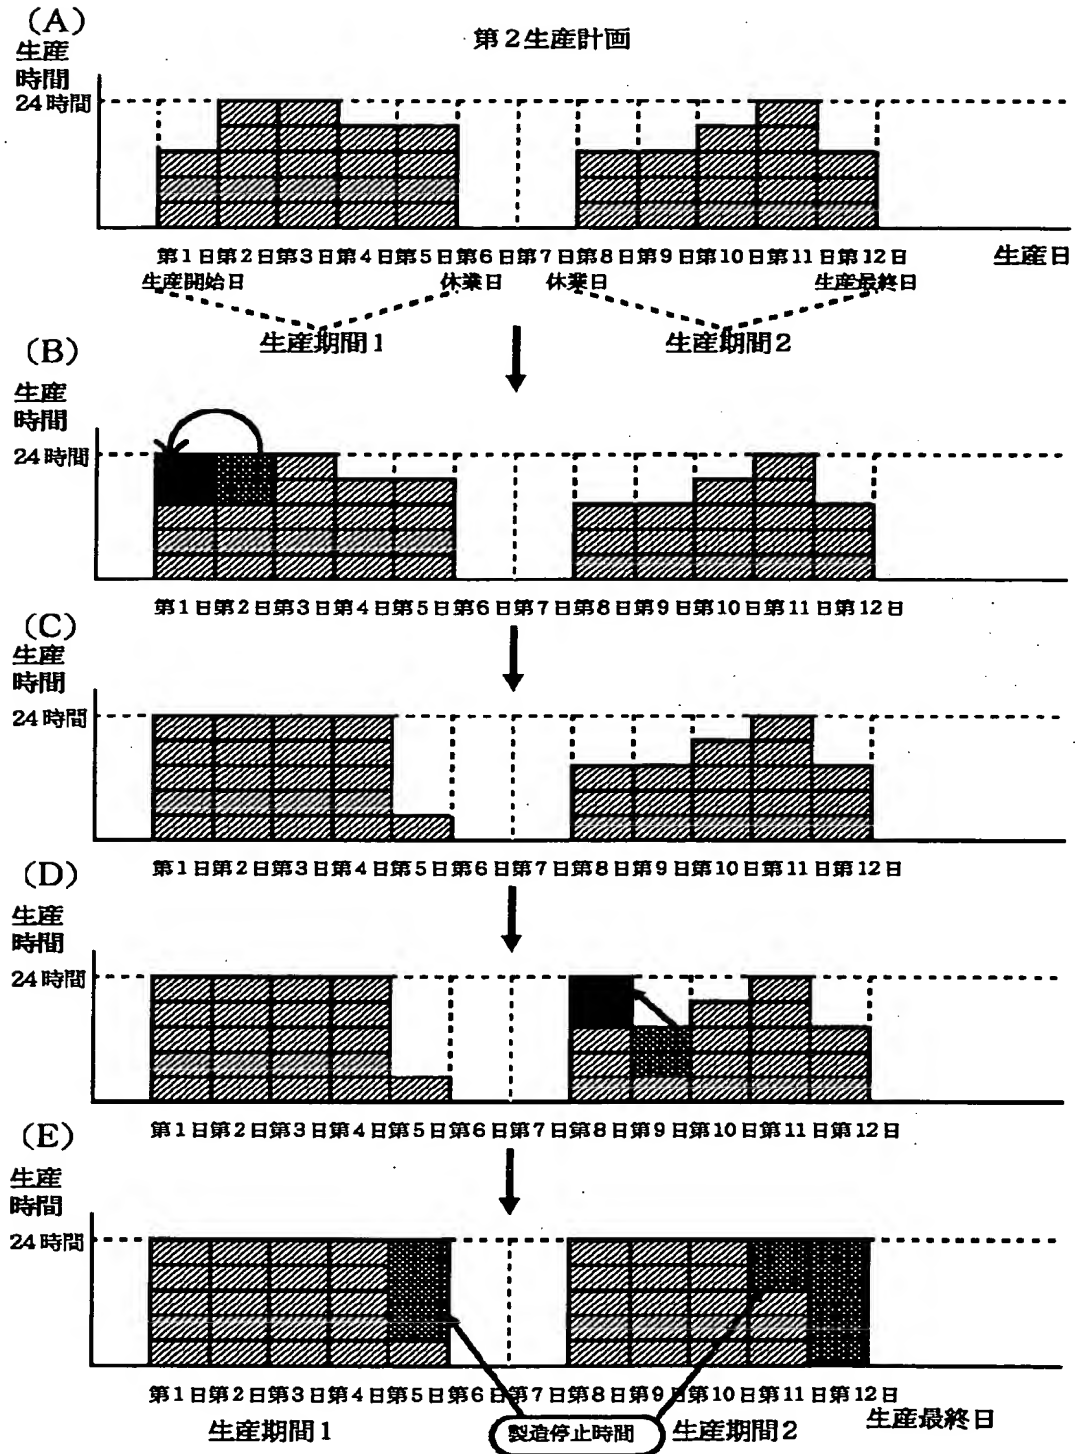 (A)
第2生産計画
生産
時間
24時間
第1日第2日第3日第4日第5日第6日第7日第8日第9日第10日第11日第12日 生産日
生産開始日 休業日 休業日 生産最終日
生産期間1 生産期間2
(B)
生産
時間
24時間
第1日第2日第3日第4日第5日第6日第7日第8日第9日第10日第11日第12日
(C)
生産
時間
24時間
第1日第2日第3日第4日第5日第6日第7日第8日第9日第10日第11日第12日
(D)
生産
時間
24時間
第1日第2日第3日第4日第5日第6日第7日第8日第9日第10日第11日第12日
(E)
生産
時間
24時間
第1日第2日第3日第4日第5日第6日第7日第8日第9日第10日第11日第12日
生産期間1 製造停止時間 生産期間2 生産最終日